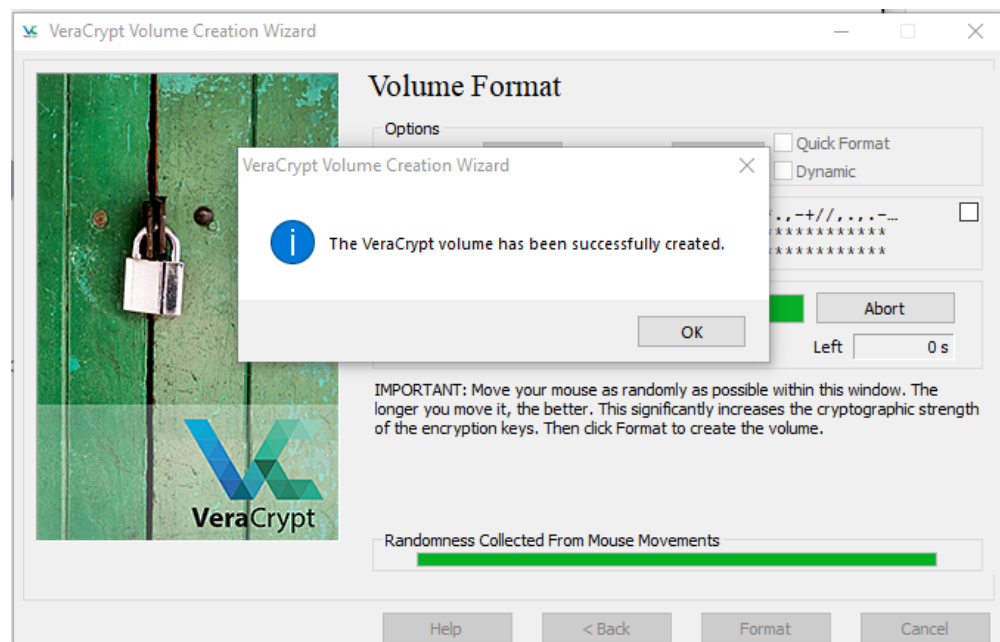 VeraCrypt Volume Creation Wizard
Volume Format
Options
Quick Format
Dynamic
VeraCrypt Volume Creation Wizard
The VeraCrypt volume has been successfully created.
OK
.,-+//,.,.-…
************
************
Abort
Left 0 s
IMPORTANT: Move your mouse as randomly as possible within this window. The
longer you move it, the better. This significantly increases the cryptographic strength
of the encryption keys. Then click Format to create the volume.
VeraCrypt
Randomness Collected From Mouse Movements
Help
< Back
Format
Cancel